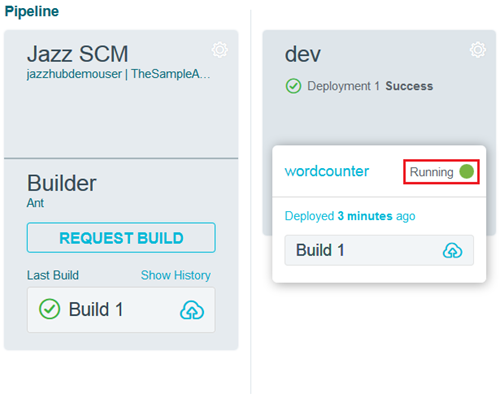 Pipeline
Jazz SCM
jazzhubdemouser | TheSampleA...
Builder
Ant
REQUEST BUILD
Last Build Show History
Build 1
dev
Deployment 1 Success
wordcounter Running
Deployed 3 minutes ago
Build 1